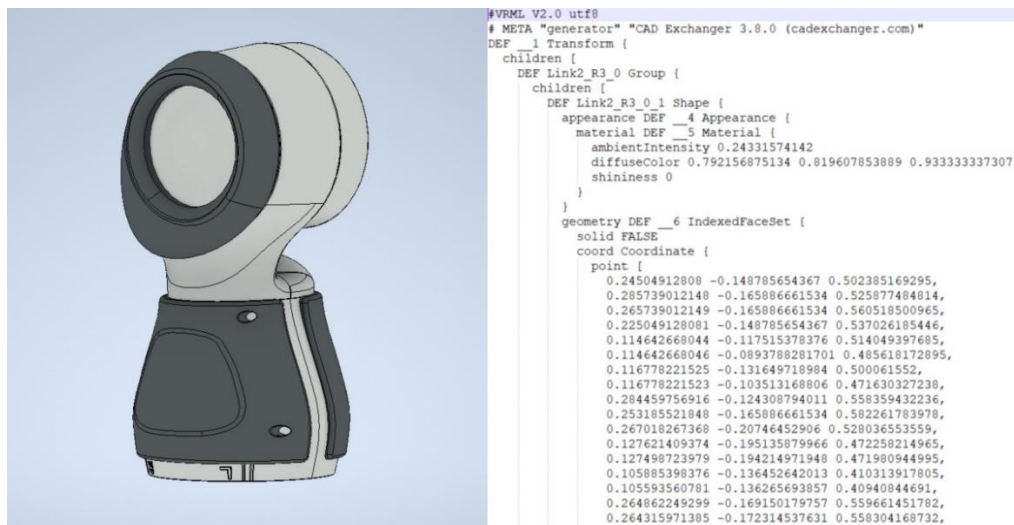 #VRML V2.0 utf8
# META "generator" "CAD Exchanger 3.8.0 (cadexchanger.com)"
DEF __1 Transform {
children [
DEF Link2_R3_0 Group {
children [
DEF Link2_R3_0_1 Shape {
appearance DEF __4 Appearance {
material DEF __5 Material {
ambientIntensity 0.24331574142
diffuseColor 0.792156875134 0.819607853889 0.933333337307
shininess 0
}
}
geometry DEF __6 IndexedFaceSet {
solid FALSE
coord Coordinate {
point [
0.24504912808 -0.148785654367 0.502385169295,
0.285739012148 -0.165886661534 0.525877484814,
0.265739012149 -0.165886661534 0.560518500965,
0.225049128081 -0.148785654367 0.537026185446,
0.114642668044 -0.117515378376 0.514049397685,
0.114642668046 -0.0893788281701 0.485618172895,
0.116778221525 -0.131649718984 0.500061552,
0.116778221523 -0.103513168806 0.471630327238,
0.284459756916 -0.124308794011 0.558359432236,
0.253185521848 -0.165886661534 0.582261783978,
0.267018267368 -0.20746452906 0.528036553559,
0.127621409374 -0.195135879966 0.472258214965,
0.127498723979 -0.194214971948 0.471980944995,
0.105885398376 -0.136452642013 0.410313917805,
0.105593560781 -0.136265693857 0.40940844691,
0.264862249299 -0.169150179757 0.559661451782,
0.264315971385 -0.172314537631 0.558304168732,